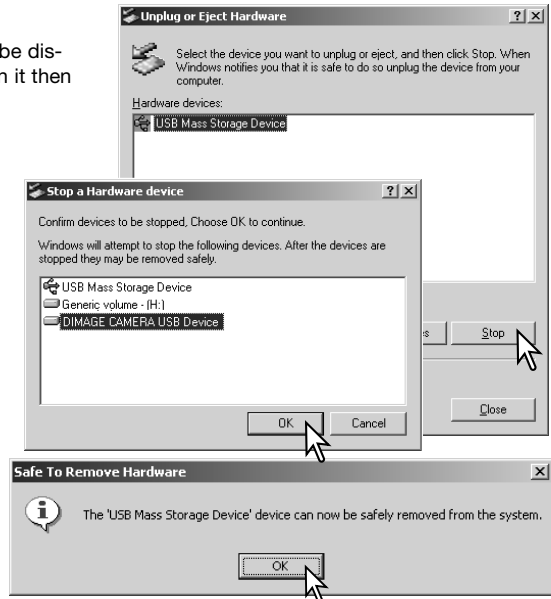 be dis-
it then
Unplug or Eject Hardware
Select the device you want to unplug or eject, and then click Stop. When
Windows notifies you that it is safe to do so unplug the device from your
computer.
Hardware devices:
USB Mass Storage Device
Stop
Close
Stop a Hardware device
Confirm devices to be stopped, Choose OK to continue.
Windows will attempt to stop the following devices. After the devices are
stopped they may be removed safely.
USB Mass Storage Device
Generic volume - (H:)
DIMAGE CAMERA USB Device
OK
Cancel
Safe To Remove Hardware
The 'USB Mass Storage Device' device can now be safely removed from the system.
OK